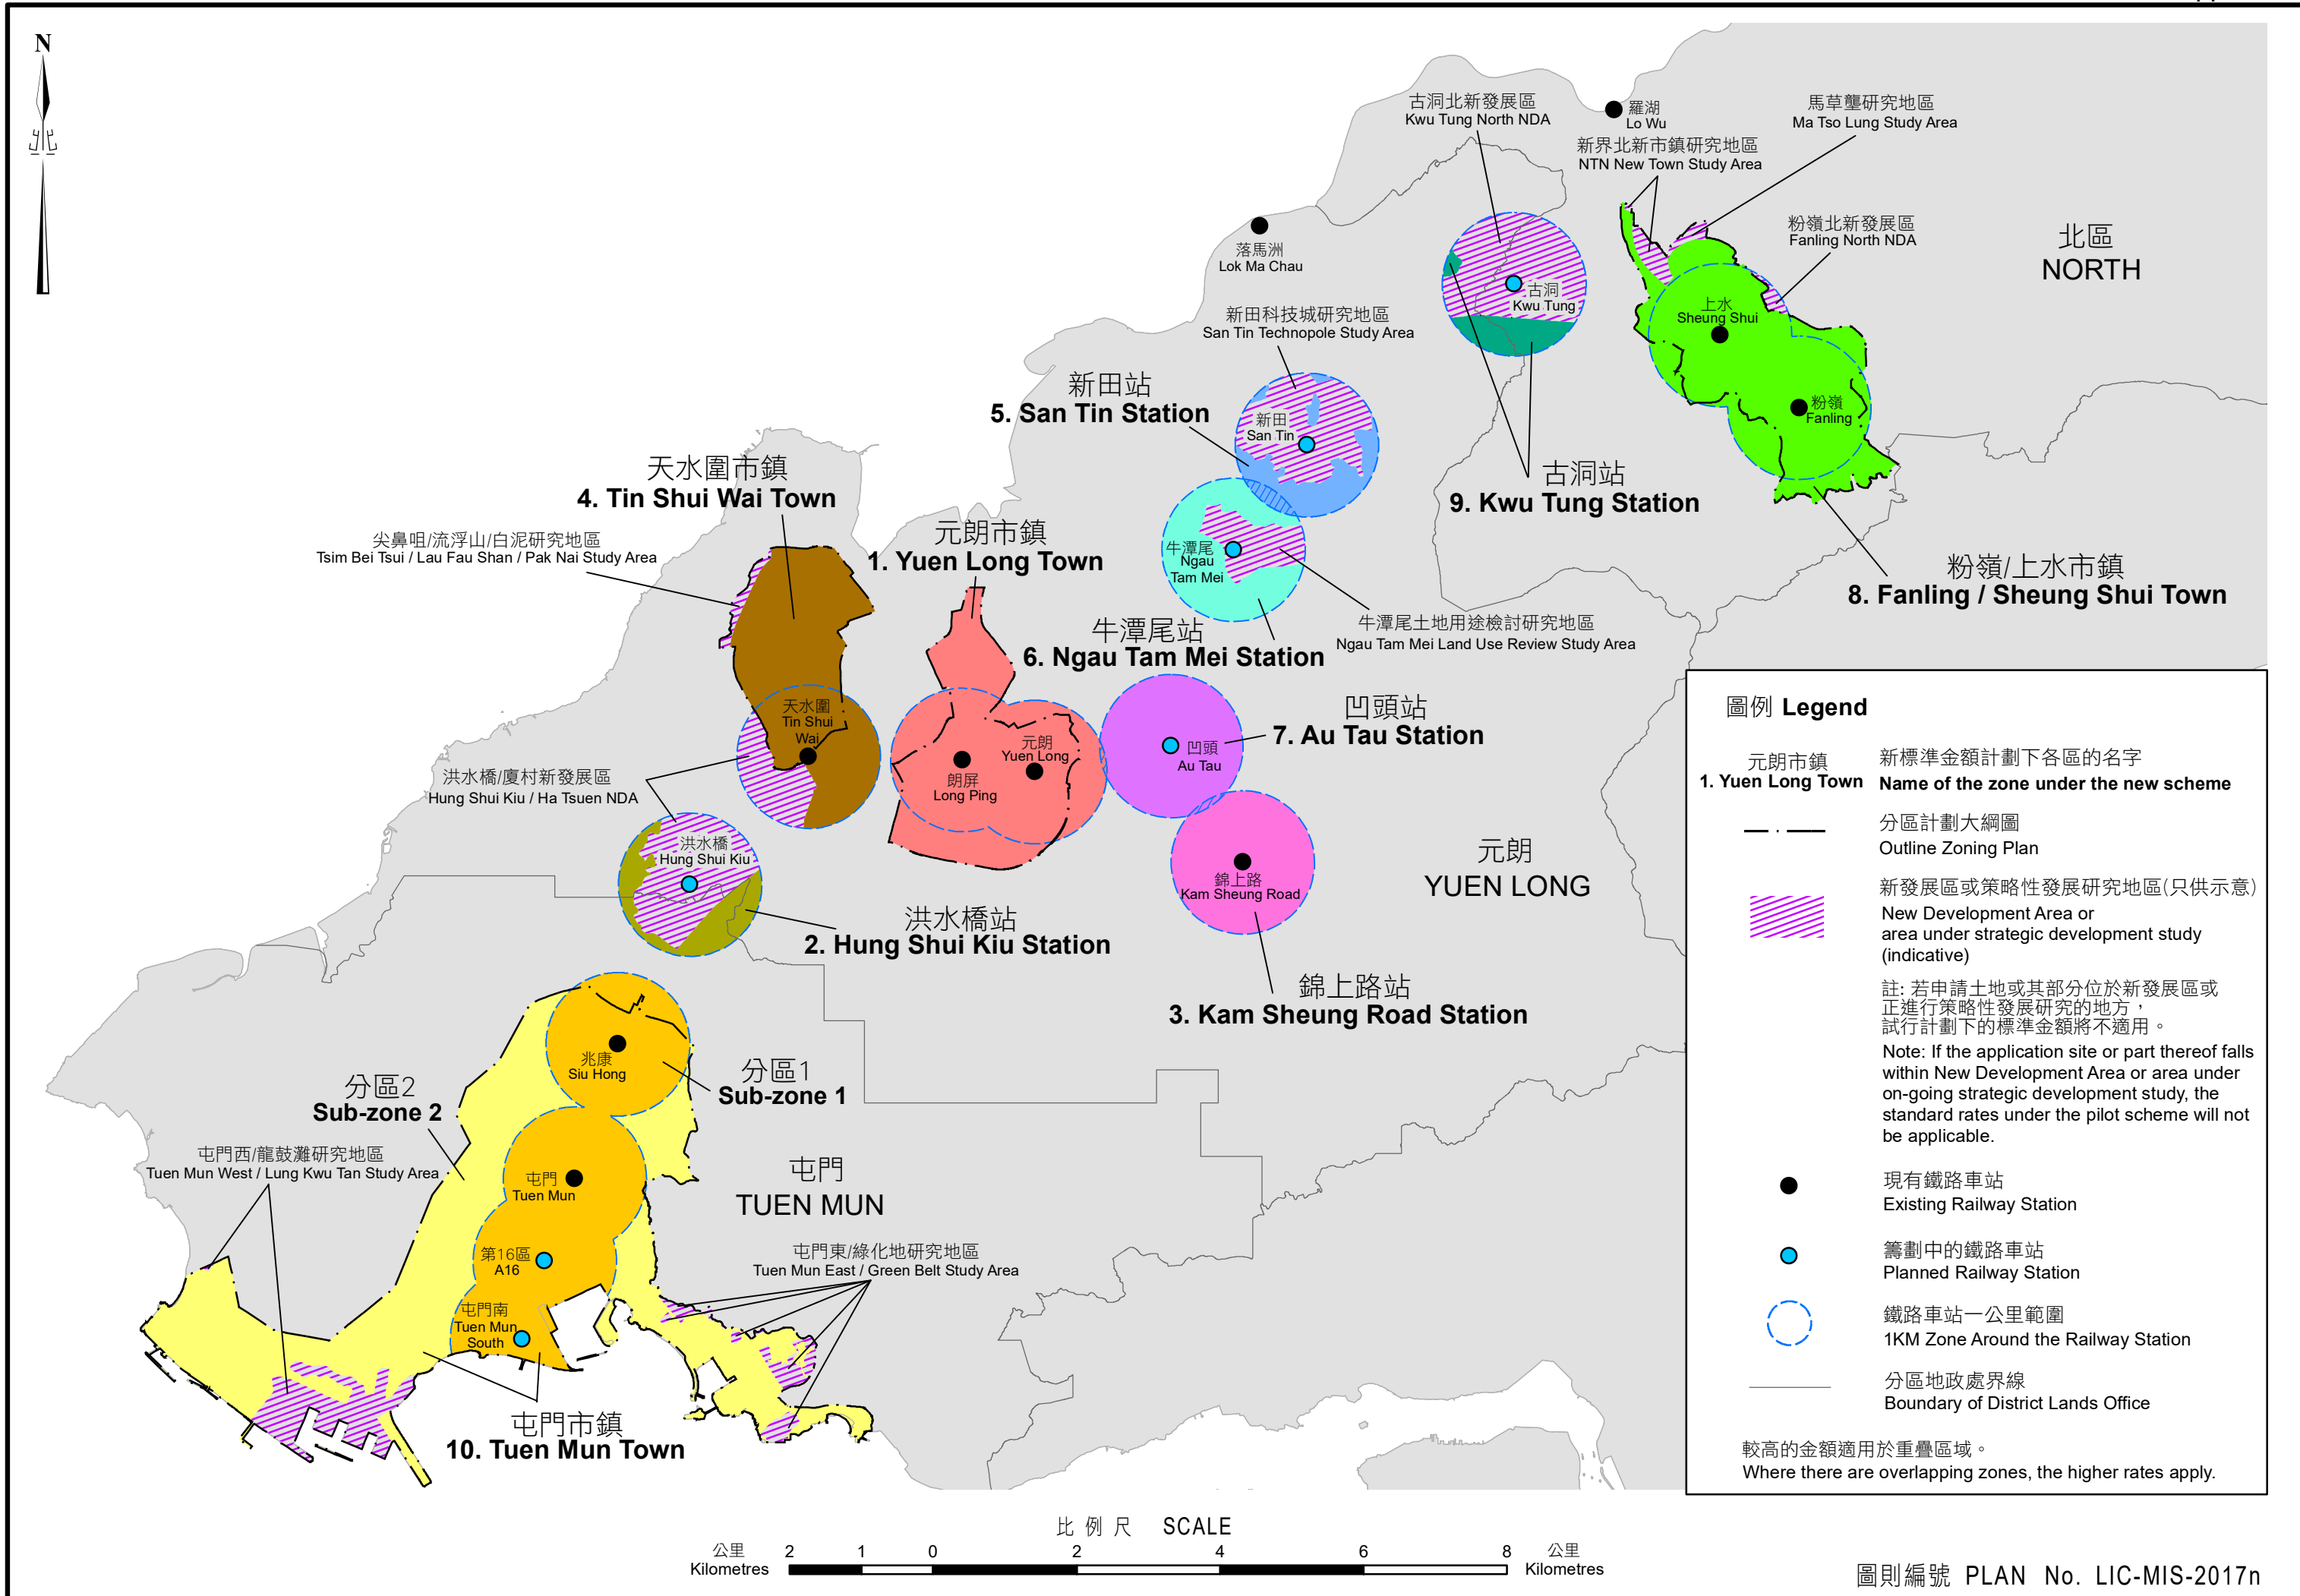 N
北
古洞北新發展區
Kwu Tung North NDA
羅湖
Lo Wu
馬草壟研究地區
Ma Tso Lung Study Area
新界北新市鎮研究地區
NTN New Town Study Area
粉嶺北新發展區
Fanling North NDA
北區
NORTH
落馬洲
Lok Ma Chau
古洞
Kwu Tung
上水
Sheung Shui
新田科技城研究地區
San Tin Technopole Study Area
新田站
5. San Tin Station
新田
San Tin
粉嶺
Fanling
天水圍市鎮
4. Tin Shui Wai Town
古洞站
9. Kwu Tung Station
尖鼻咀/流浮山/白泥研究地區
Tsim Bei Tsui / Lau Fau Shan / Pak Nai Study Area
元朗市鎮
1. Yuen Long Town
牛潭尾
Ngau
Tam Mei
粉嶺/上水市鎮
8. Fanling / Sheung Shui Town
牛潭尾站
6. Ngau Tam Mei Station
牛潭尾土地用途檢討研究地區
Ngau Tam Mei Land Use Review Study Area
天水圍
Tin Shui
Wai
凹頭站
7. Au Tau Station
元朗
Yuen Long
凹頭
Au Tau
朗屏
Long Ping
洪水橋/廈村新發展區
Hung Shui Kiu / Ha Tsuen NDA
洪水橋
Hung Shui Kiu
錦上路
Kam Sheung Road
元朗
YUEN LONG
洪水橋站
2. Hung Shui Kiu Station
錦上路站
3. Kam Sheung Road Station
兆康
Siu Hong
分區1
Sub-zone 1
分區2
Sub-zone 2
屯門西/龍鼓灘研究地區
Tuen Mun West / Lung Kwu Tan Study Area
屯門
Tuen Mun
屯門
TUEN MUN
第16區
A16
屯門東/綠化地研究地區
Tuen Mun East / Green Belt Study Area
屯門南
Tuen Mun
South
屯門市鎮
10. Tuen Mun Town
圖例 Legend
元朗市鎮
1. Yuen Long Town
新標準金額計劃下各區的名字
Name of the zone under the new scheme
分區計劃大綱圖
Outline Zoning Plan
新發展區或策略性發展研究地區(只供示意)
New Development Area or
area under strategic development study
(indicative)
註: 若申請土地或其部分位於新發展區或
正進行策略性發展研究的地方，
試行計劃下的標準金額將不適用。
Note: If the application site or part thereof falls
within New Development Area or area under
on-going strategic development study, the
standard rates under the pilot scheme will not
be applicable.
現有鐵路車站
Existing Railway Station
籌劃中的鐵路車站
Planned Railway Station
鐵路車站一公里範圍
1KM Zone Around the Railway Station
分區地政處界線
Boundary of District Lands Office
較高的金額適用於重疊區域。
Where there are overlapping zones, the higher rates apply.
比例尺 SCALE
公里
Kilometres
2 1 0 2 4 6 8
公里
Kilometres
圖則編號 PLAN No. LIC-MIS-2017n